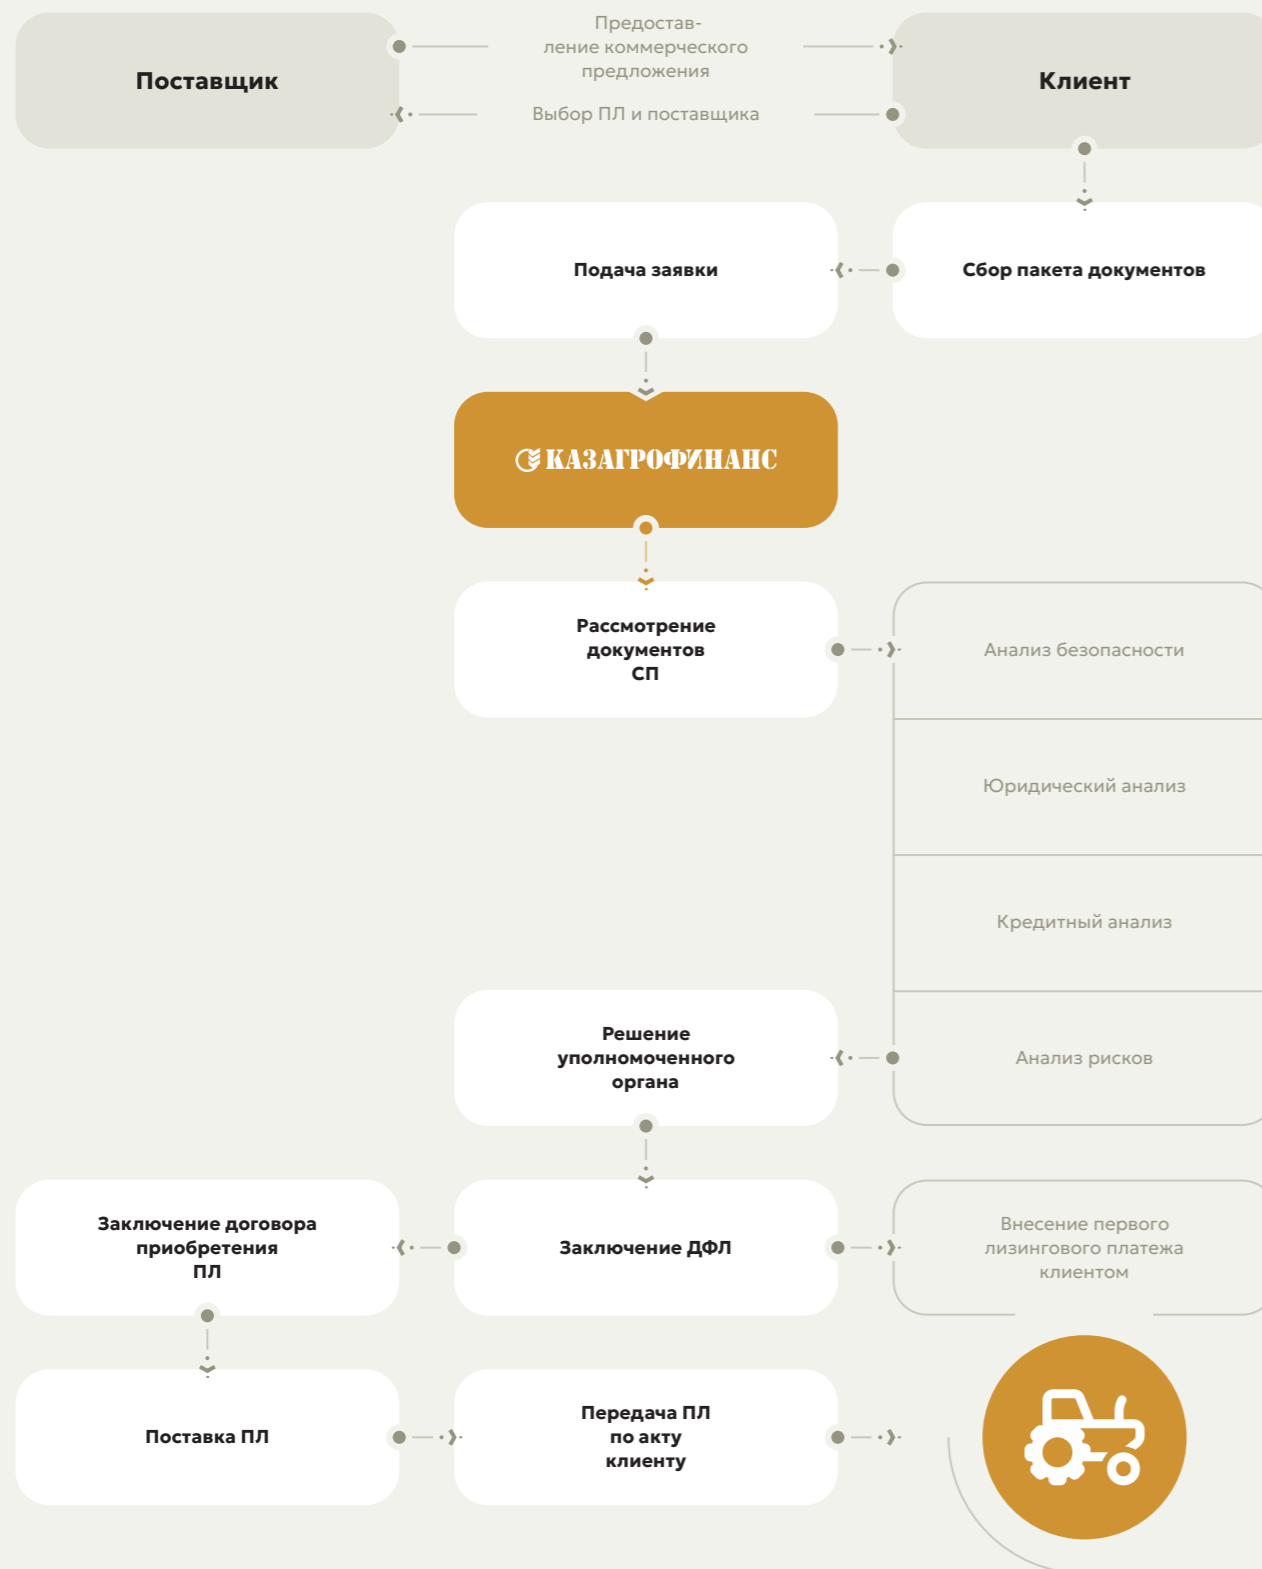 Поставщик
Предостав-
ление коммерческого
предложения
Выбор ПЛ и поставщика
Клиент
Подача заявки
Сбор пакета документов
КАЗАГРОФИНАНС
Рассмотрение
документов
СП
Анализ безопасности
Юридический анализ
Кредитный анализ
Решение
уполномоченного
органа
Анализ рисков
Заключение договора
приобретения
ПЛ
Заключение ДФЛ
Внесение первого
лизингового платежа
клиентом
Поставка ПЛ
Передача ПЛ
по акту
клиенту